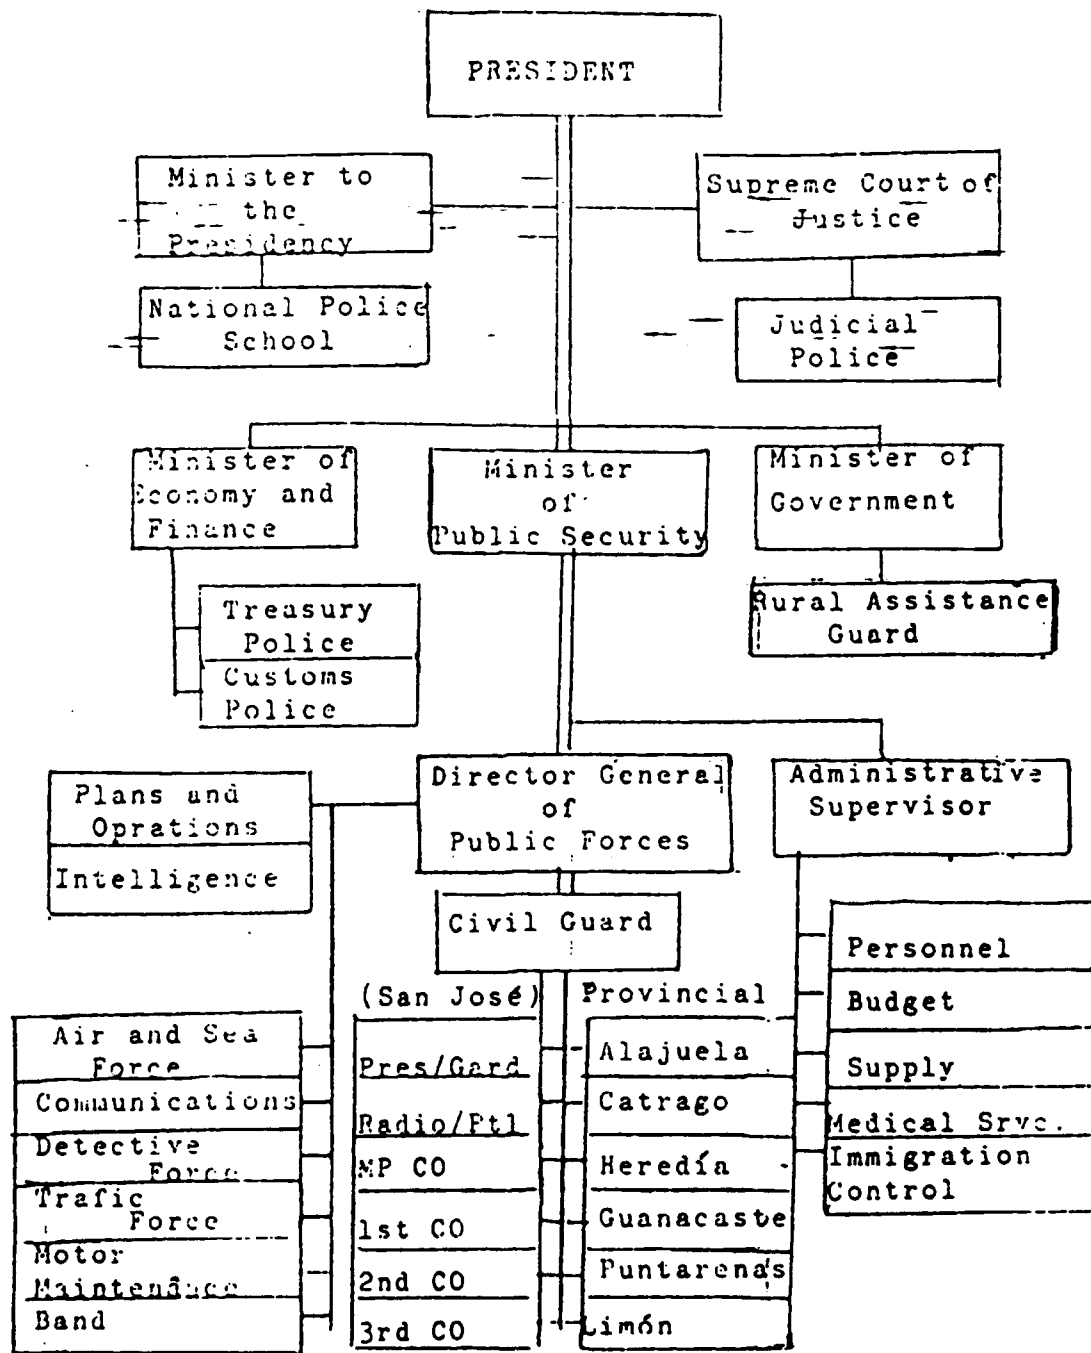 PRESIDENT
Minister to
the
Presidency
Supreme Court of
Justice
National Police
School
Judicial
Police
Minister of
Economy and
Finance
Minister
of
Public Security
Minister of
Government
Treasury
Police
Customs
Police
Rural Assistance
Guard
Plans and
Oprations
Intelligence
Director General
of
Public Forces
Administrative
Supervisor
Civil Guard
Personnel
Budget
Supply
Medical Srvc.
Immigration
Control
(San José)
Pres/Gard
Radio/Ptl
MP CO
1st CO
2nd CO
3rd CO
Provincial
Alajuela
Catrago
Heredía
Guanacaste
Puntarenas
Limón
Air and Sea
Force
Communications
Detective
Force
Trafic
Force
Motor
Maintenance
Band